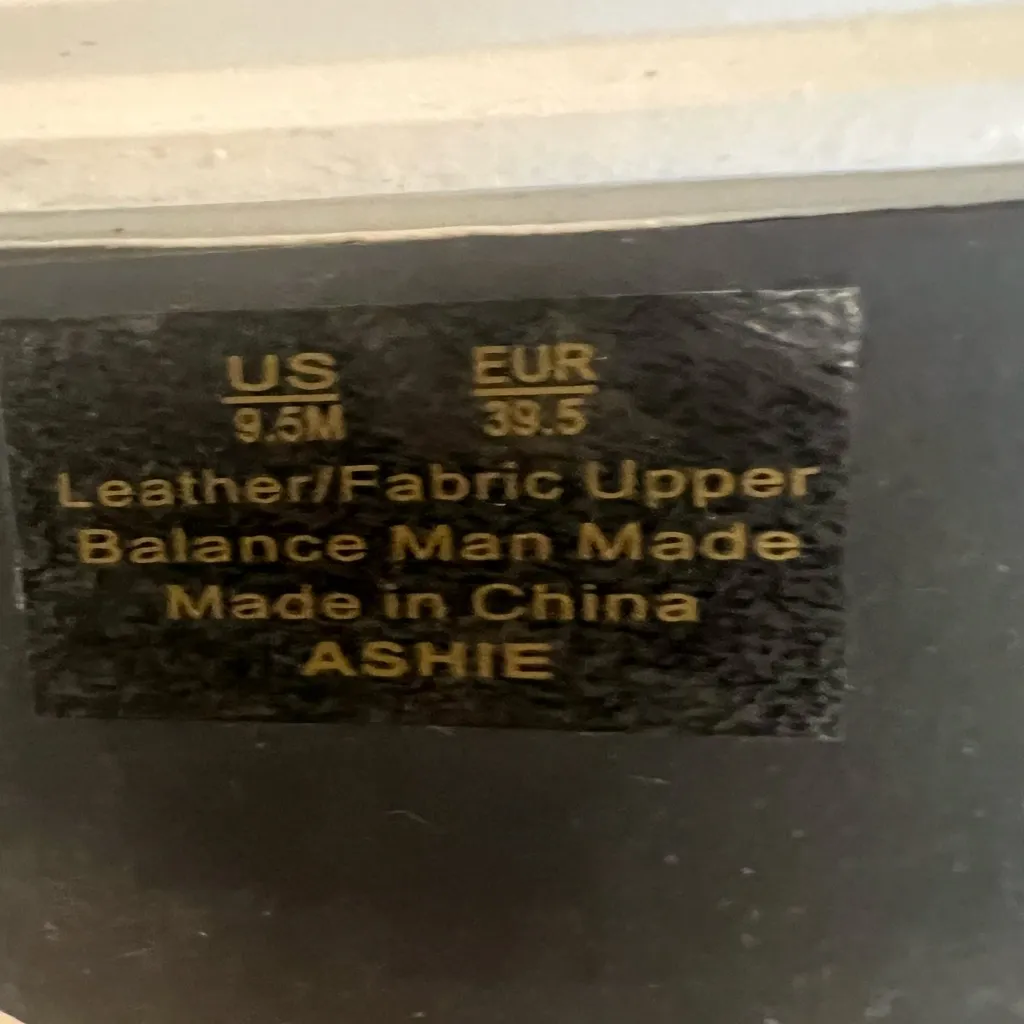 US EUR
9.5M 39.5
Leather/Fabric Upper
Balance Man Made
Made in China
ASHIE